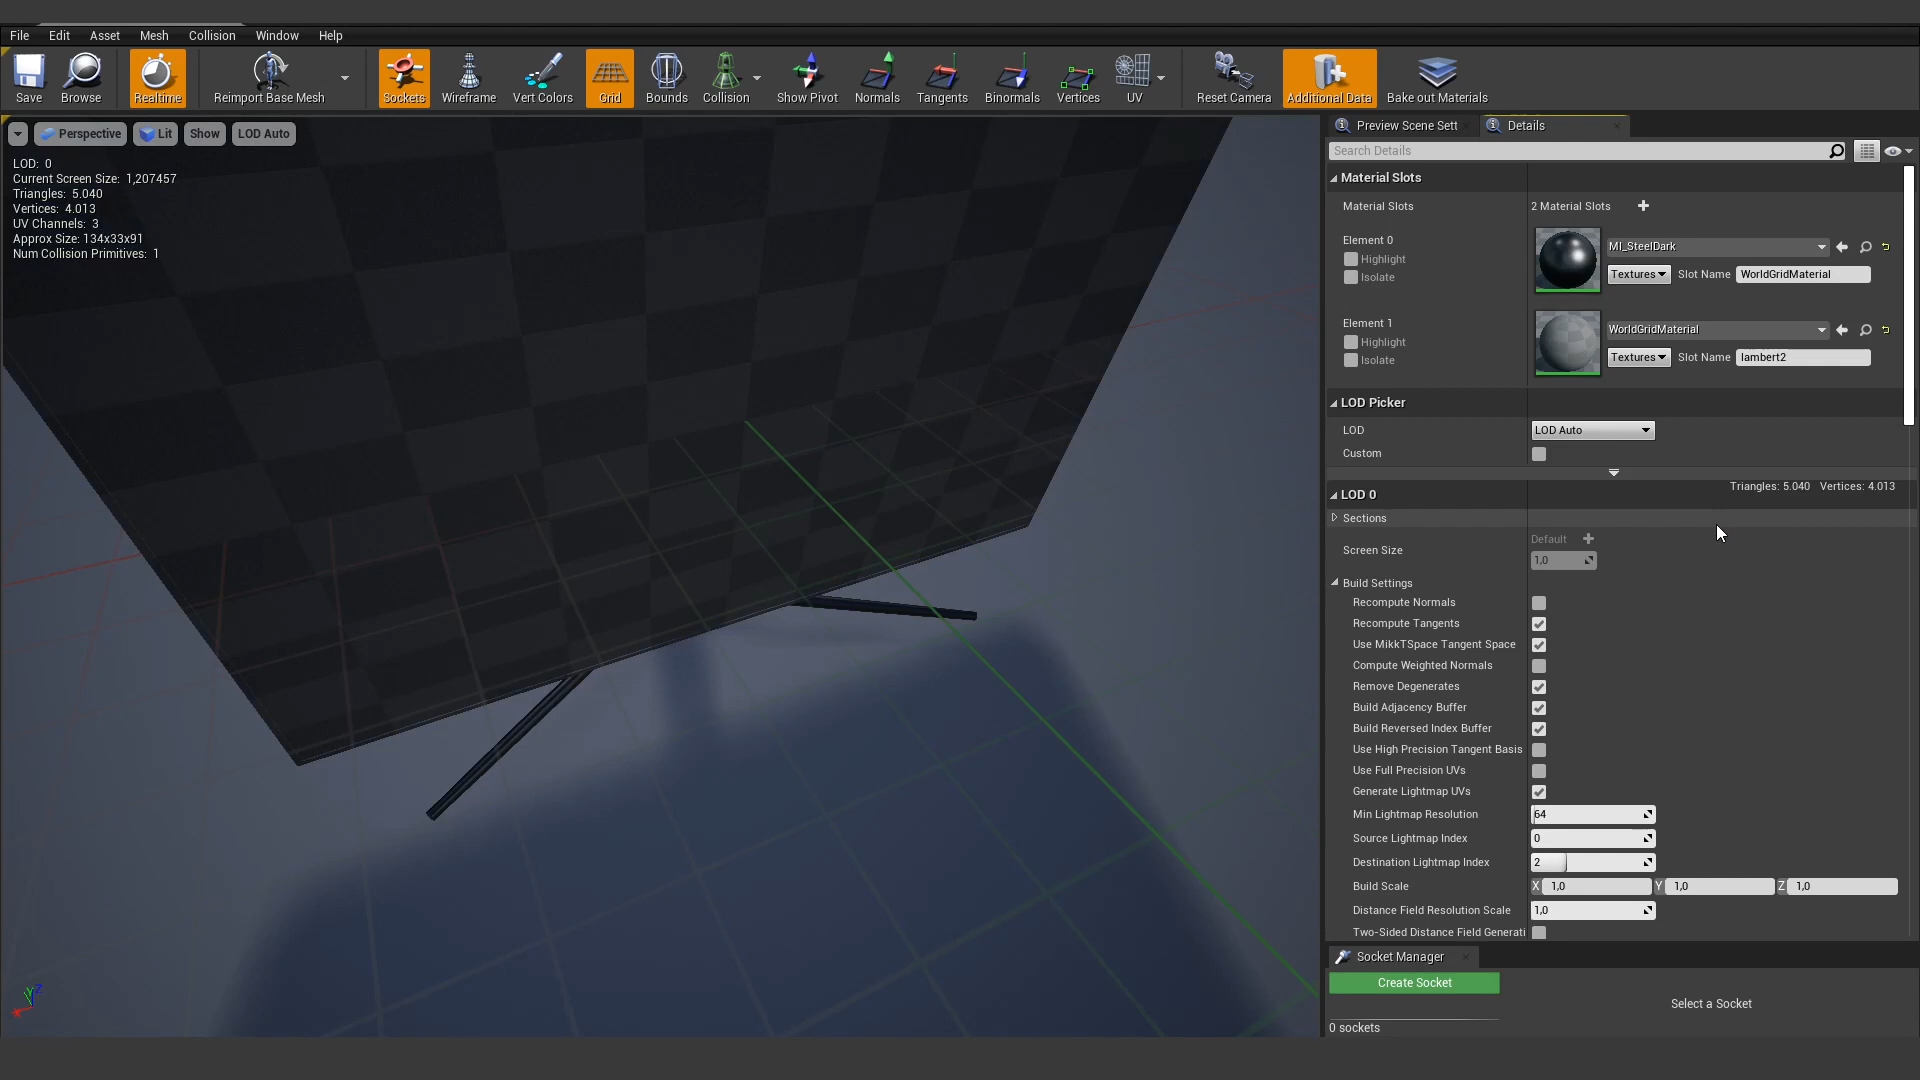 File Edit Asset Mesh Collision Window Help
Save Browse Realtime Reimport Base Mesh Sockets Wireframe Vert Colors Grid Bounds Collision Show Pivot Normals Tangents Binormals Vertices UV Reset Camera Additional Data Bake out Materials
Perspective Lit Show LOD Auto
LOD: 0
Current Screen Size: 1,207457
Triangles: 5.040
Vertices: 4.013
UV Channels: 3
Approx Size: 134x33x91
Num Collision Primitives: 1
Preview Scene Sett Details
Search Details
Material Slots
Material Slots 2 Material Slots
Element 0
Highlight
Isolate
MI_SteelDark
Textures Slot Name WorldGridMaterial
Element 1
Highlight
Isolate
WorldGridMaterial
Textures Slot Name lambert2
LOD Picker
LOD LOD Auto
Custom
LOD 0 Triangles: 5.040 Vertices: 4.013
Sections
Screen Size Default
1,0
Build Settings
Recompute Normals
Recompute Tangents
Use MikkTSpace Tangent Space
Compute Weighted Normals
Remove Degenerates
Build Adjacency Buffer
Build Reversed Index Buffer
Use High Precision Tangent Basis
Use Full Precision UVs
Generate Lightmap UVs
Min Lightmap Resolution 64
Source Lightmap Index 0
Destination Lightmap Index 2
Build Scale X 1,0 Y 1,0 Z 1,0
Distance Field Resolution Scale 1,0
Two-Sided Distance Field Generati
Socket Manager
Create Socket
Select a Socket
0 sockets